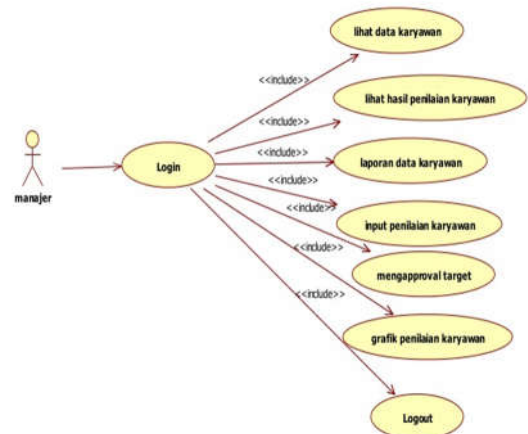 lihat data karyawan
<<include>>
lihat hasil penilaian karyawan
<<include>>
<<include>>
laporan data karyawan
Login
<<include>>
manajer
input penilaian karyawan
<<include>>
<<include>>
mengapproval target
<<include>>
grafik penilaian karyawan
Logout